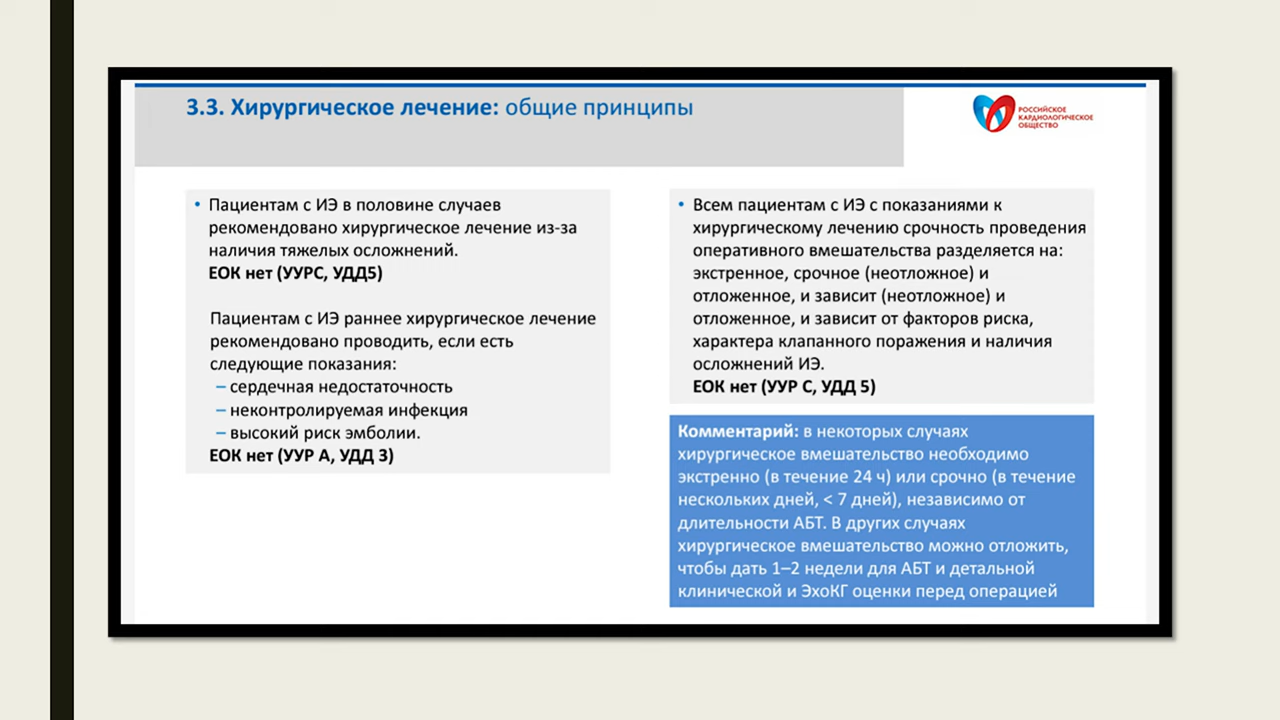 3.3. Хирургическое лечение: общие принципы
РОССИЙСКОЕ
КАРДИОЛОГИЧЕСКОЕ
ОБЩЕСТВО
• Пациентам с ИЭ в половине случаев
рекомендовано хирургическое лечение из-за
наличия тяжелых осложнений.
ЕОК нет (УУРС, УДД5)
Пациентам с ИЭ раннее хирургическое лечение
рекомендовано проводить, если есть
следующие показания:
– сердечная недостаточность
– неконтролируемая инфекция
– высокий риск эмболии.
ЕОК нет (УУР А, УДД 3)
• Всем пациентам с ИЭ с показаниями к
хирургическому лечению срочность проведения
оперативного вмешательства разделяется на:
экстренное, срочное (неотложное) и
отложенное, и зависит (неотложное) и
отложенное, и зависит от факторов риска,
характера клапанного поражения и наличия
осложнений ИЭ.
ЕОК нет (УУР С, УДД 5)
Комментарий: в некоторых случаях
хирургическое вмешательство необходимо
экстренно (в течение 24 ч) или срочно (в течение
нескольких дней, < 7 дней), независимо от
длительности АБТ. В других случаях
хирургическое вмешательство можно отложить,
чтобы дать 1–2 недели для АБТ и детальной
клинической и ЭхоКГ оценки перед операцией